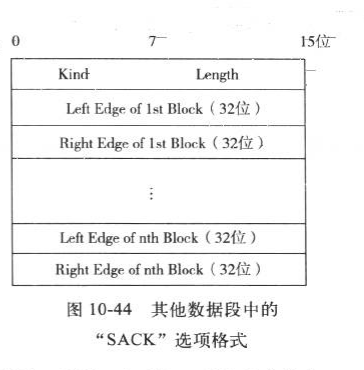 0 7 15位
Kind Length
Left Edge of 1st Block（32位）
Right Edge of 1st Block（32位）
⋮
Left Edge of nth Block（32位）
Right Edge of nth Block（32位）
图 10-44 其他数据段中的
“SACK”选项格式